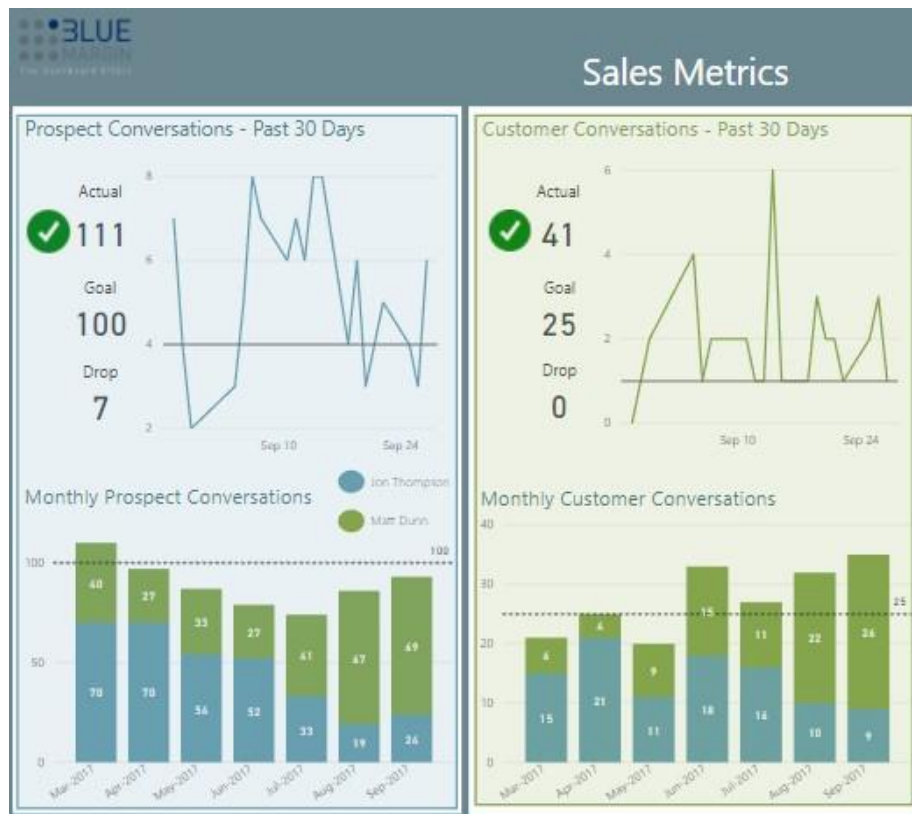 BLUE
MARGIN
The Dashboard Effect
Sales Metrics
Prospect Conversations - Past 30 Days
Actual
111
Goal
100
Drop
7
8
6
4
2
Sep 10
Sep 24
Customer Conversations - Past 30 Days
Actual
41
Goal
25
Drop
0
6
4
2
0
Sep 10
Sep 24
Monthly Prospect Conversations
Jon Thompson
Matt Dunn
100
100
50
0
40 27 33 27 41 67 69
70 70 54 52 33 19 24
Mar-2017 Apr-2017 May-2017 Jun-2017 Jul-2017 Aug-2017 Sep-2017
Monthly Customer Conversations
40
30
25
20
10
0
6 4 9 15 11 22 26
15 21 11 18 16 10 9
Mar-2017 Apr-2017 May-2017 Jun-2017 Jul-2017 Aug-2017 Sep-2017